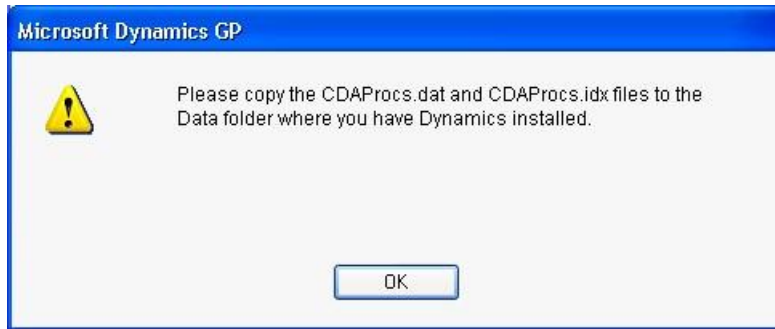 Microsoft Dynamics GP
Please copy the CDAProcs.dat and CDAProcs.idx files to the
Data folder where you have Dynamics installed.
OK